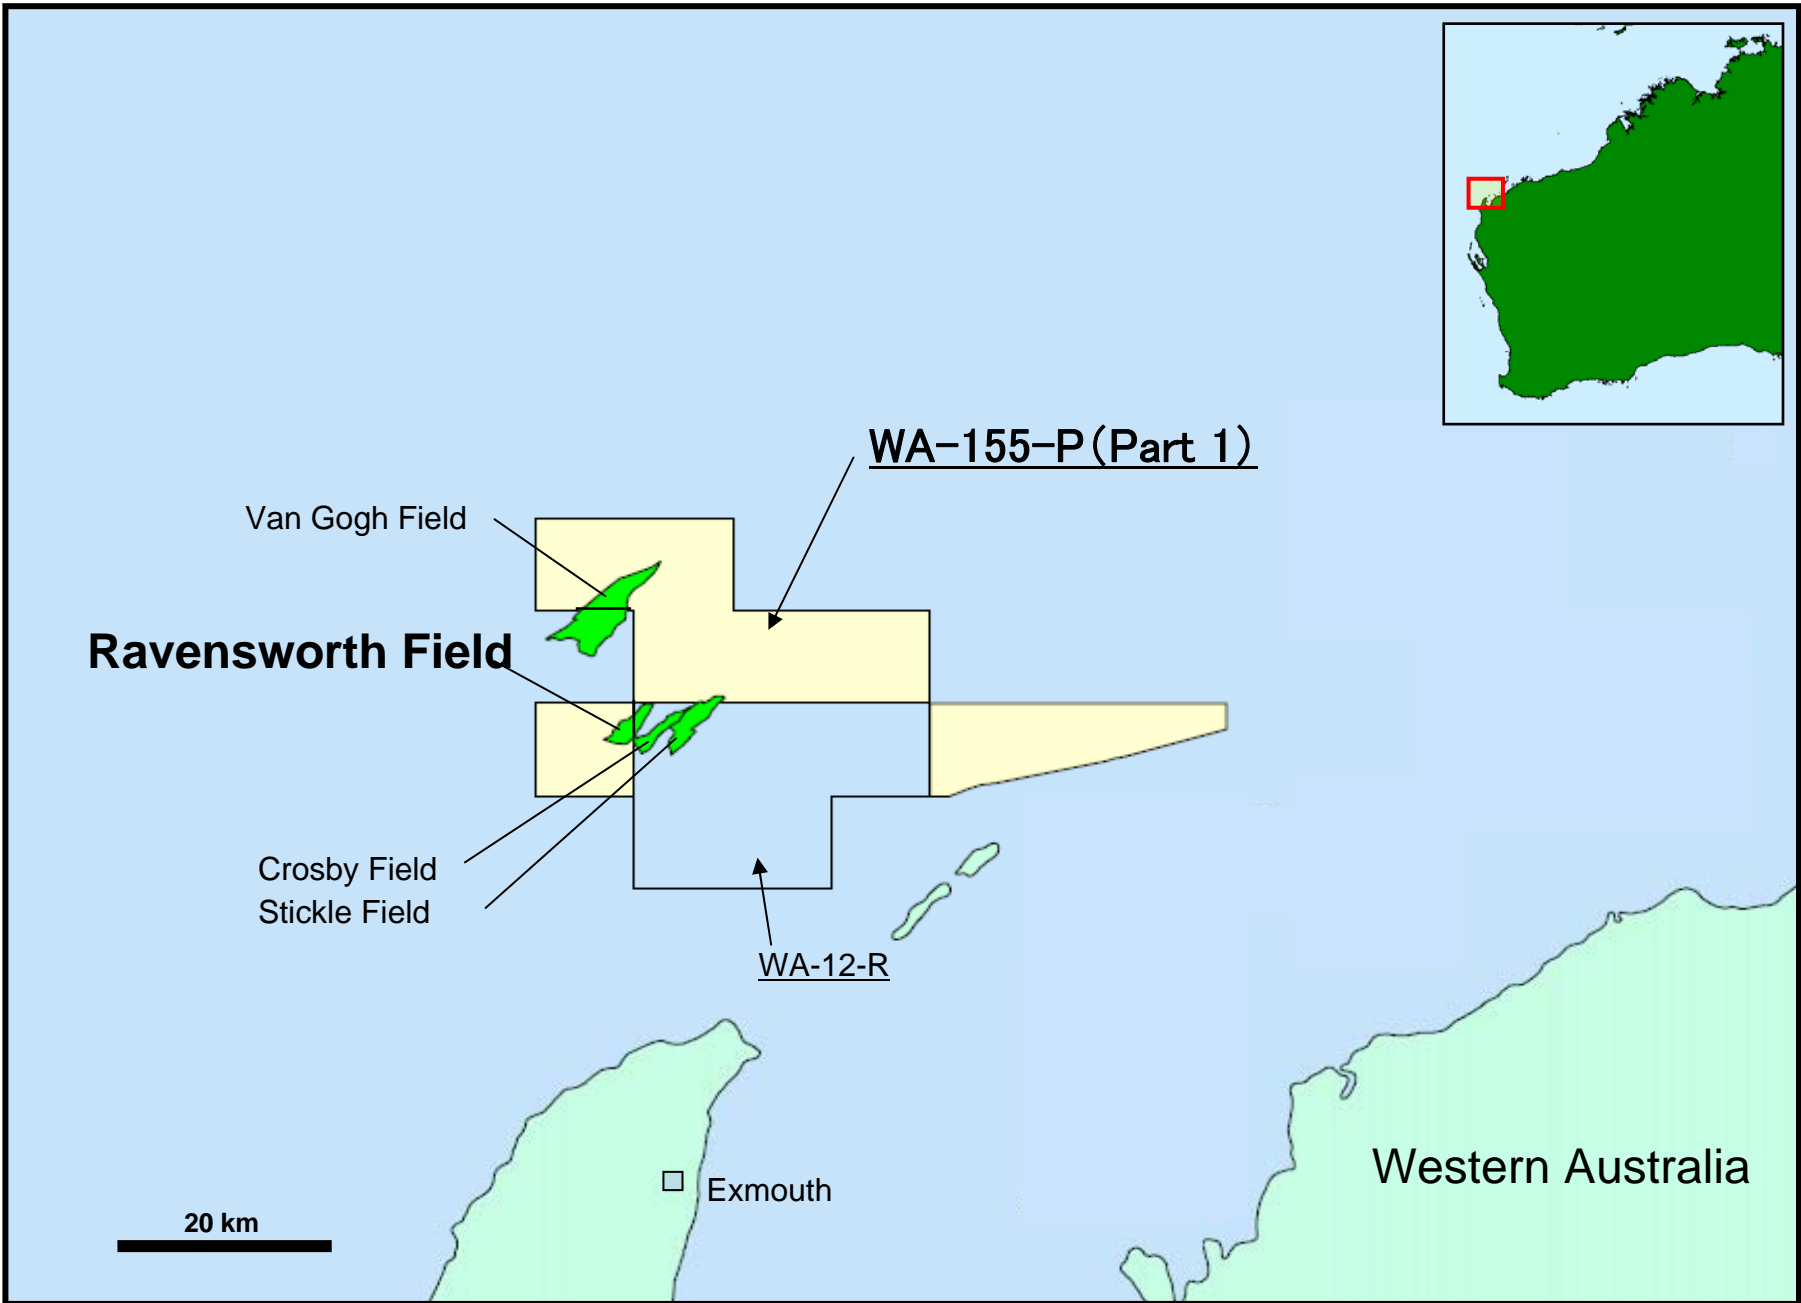 WA-155-P(Part 1)
Van Gogh Field
Ravensworth Field
Crosby Field
Stickle Field
WA-12-R
Western Australia
Exmouth
20 km